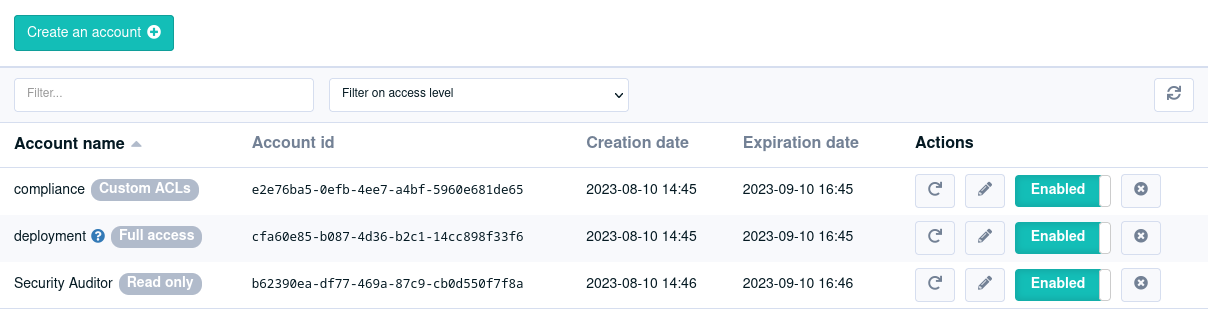 Create an account
Filter... Filter on access level
Account name Account id Creation date Expiration date Actions
compliance Custom ACLs e2e76ba5-0efb-4ee7-a4bf-5960e681de65 2023-08-10 14:45 2023-09-10 16:45 Enabled
deployment ? Full access cfa60e85-b087-4d36-b2c1-14cc898f33f6 2023-08-10 14:45 2023-09-10 16:45 Enabled
Security Auditor Read only b62390ea-df77-469a-87c9-cb0d550f7f8a 2023-08-10 14:46 2023-09-10 16:46 Enabled